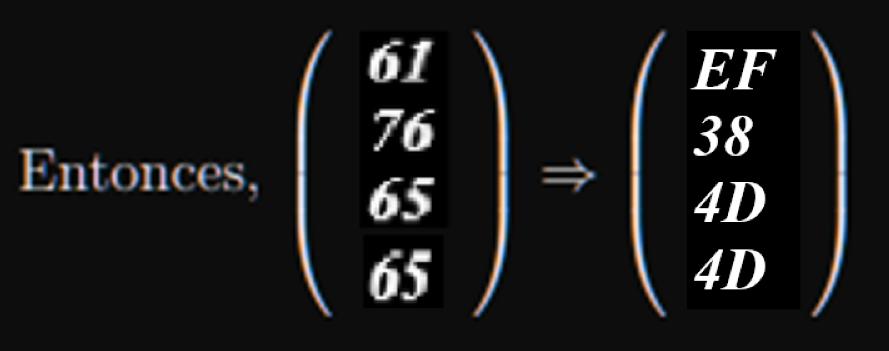 Entonces, ( 61 76 65 65 ) ⇒ ( EF 38 4D 4D )